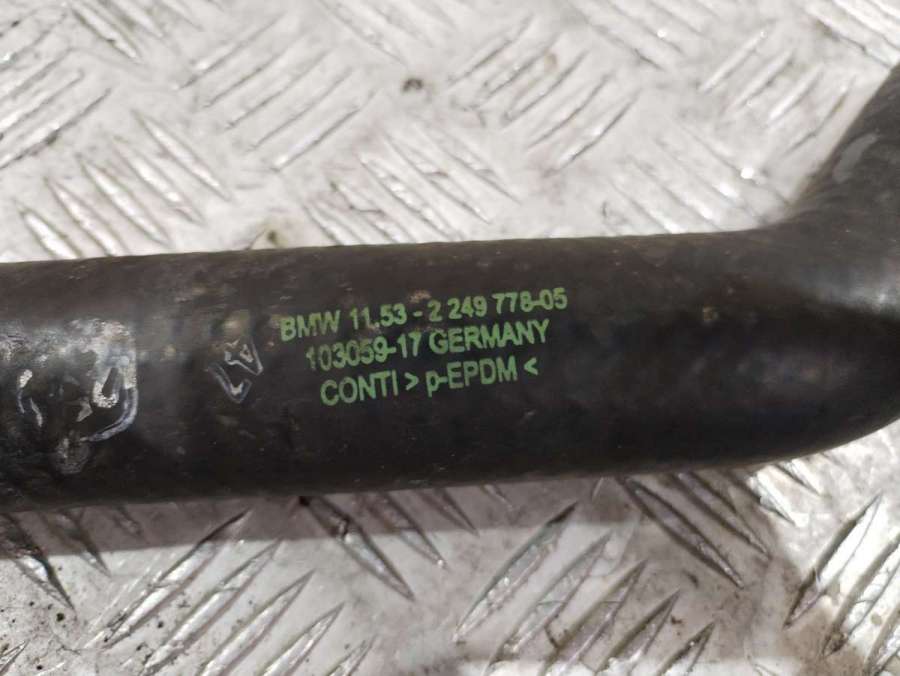 BMW 11.53 - 2 249 778-05
103059-17 GERMANY
CONTI > p-EPDM <